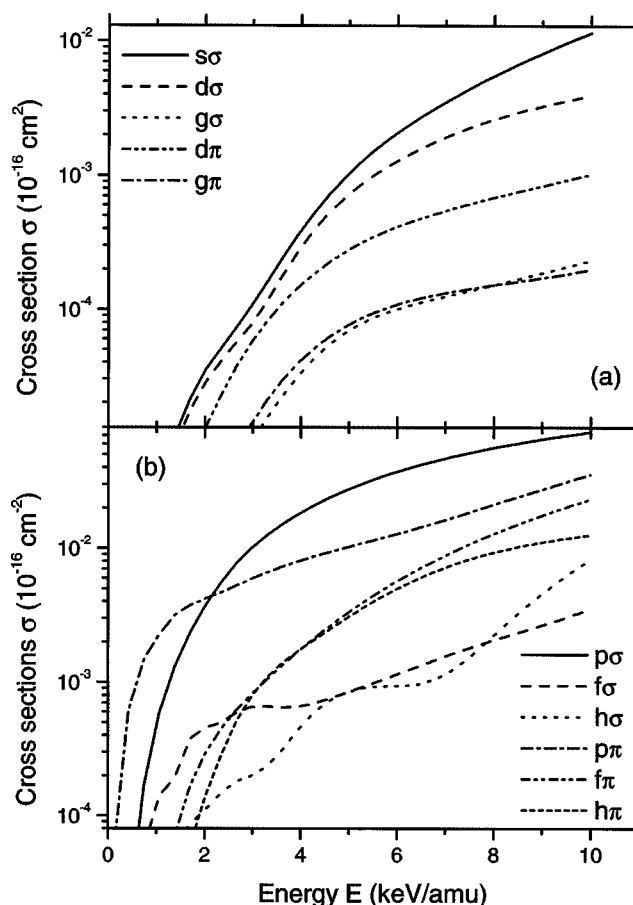 10⁻²
10⁻³
10⁻⁴
Cross section σ (10⁻¹⁶ cm²)
sσ
dσ
gσ
dπ
gπ
(a)
(b)
10⁻²
10⁻³
10⁻⁴
Cross sections σ (10⁻¹⁶ cm⁻²)
pσ
fσ
hσ
pπ
fπ
hπ
0 2 4 6 8 10
Energy E (keV/amu)